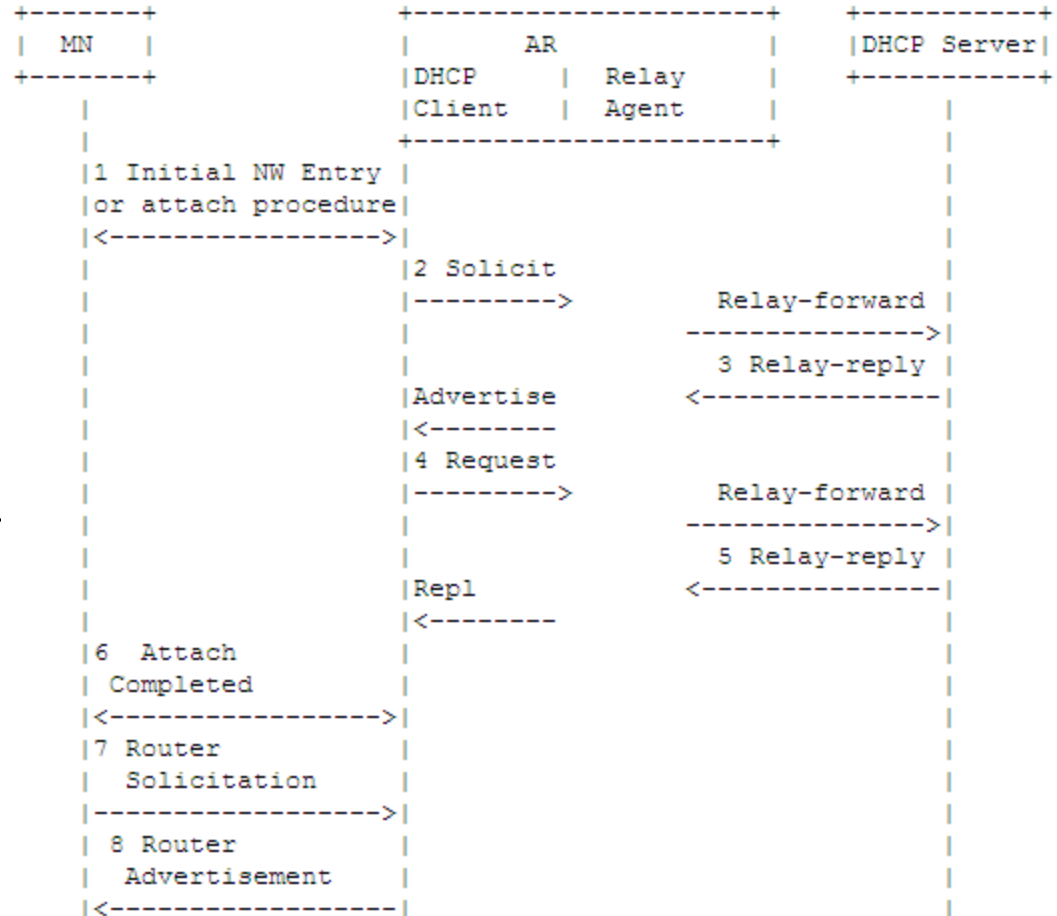 +-------+                +-----------------------+    +-----------+
|  MN   |                |       AR              |    |DHCP Server|
+-------+                |DHCP     |  Relay      |    +-----------+
    |                    |Client   |  Agent      |          |
    |                    +-----------------------+          |
    |1 Initial NW Entry  |                                  |
    |or attach procedure|                                  |
    |<----------------->|                                  |
    |                    |2 Solicit                         |
    |                    |--------->         Relay-forward  |
    |                    |                 --------------->|
    |                    |                   3 Relay-reply  |
    |                    |Advertise        <---------------|
    |                    |<--------                         |
    |                    |4 Request                         |
    |                    |--------->         Relay-forward  |
    |                    |                 --------------->|
    |                    |                   5 Relay-reply  |
    |                    |Repl             <---------------|
    |                    |<--------                         |
    |6  Attach           |                                  |
    | Completed          |                                  |
    |<----------------->|                                  |
    |7 Router            |                                  |
    |  Solicitation      |                                  |
    |------------------>|                                  |
    | 8 Router           |                                  |
    |  Advertisement     |                                  |
    |<------------------|                                  |